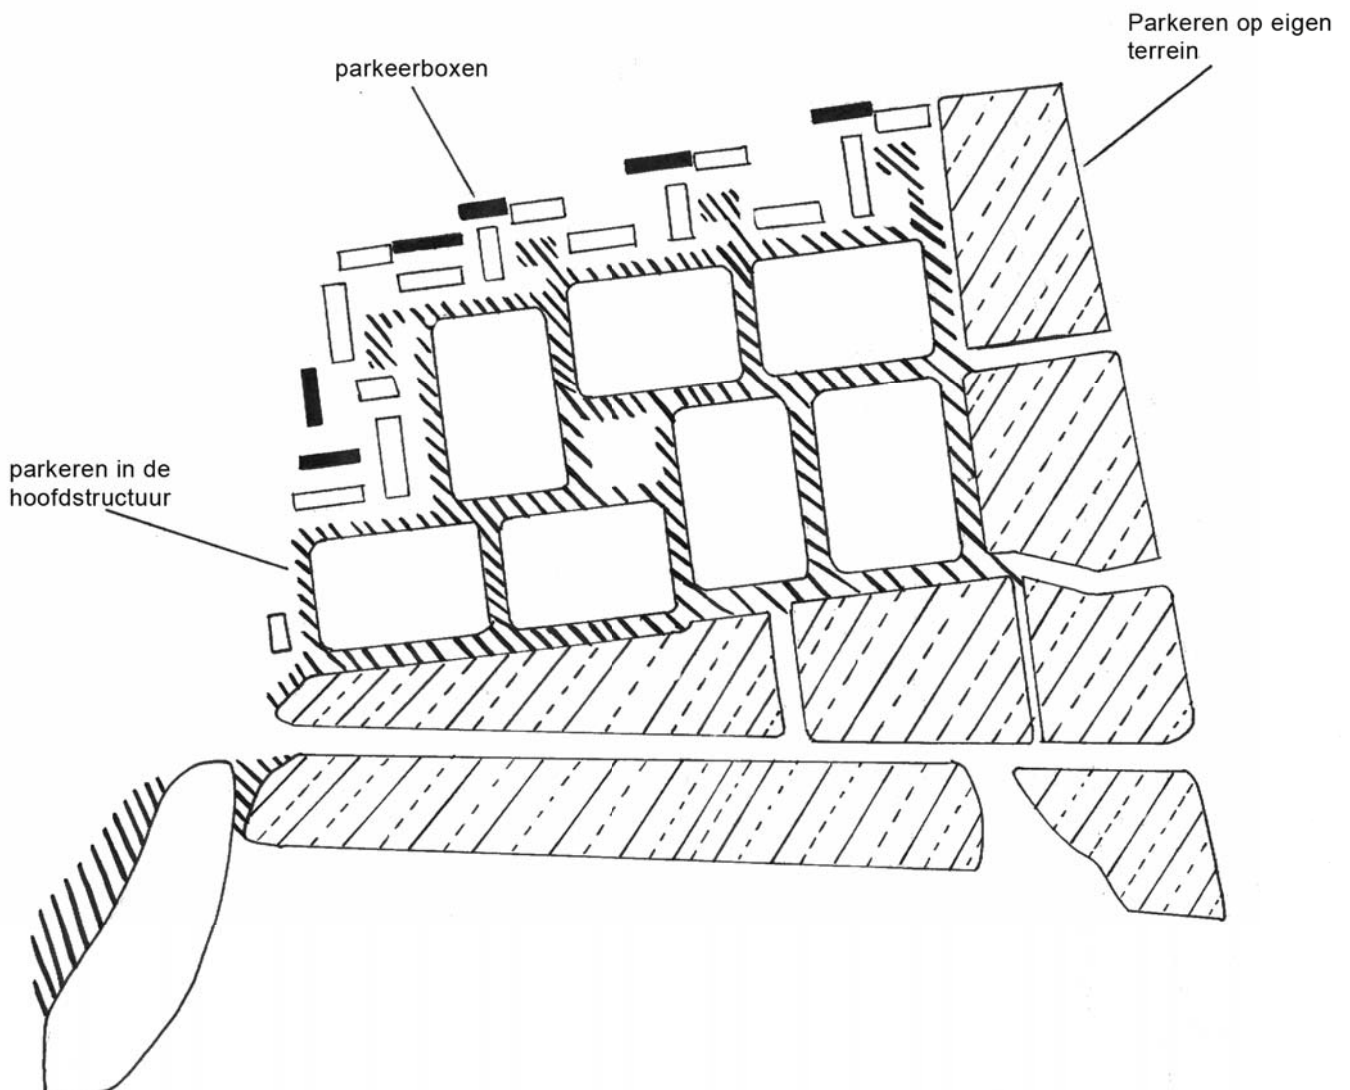 Parkeren op eigen
terrein
parkeerboxen
parkeren in de
hoofdstructuur